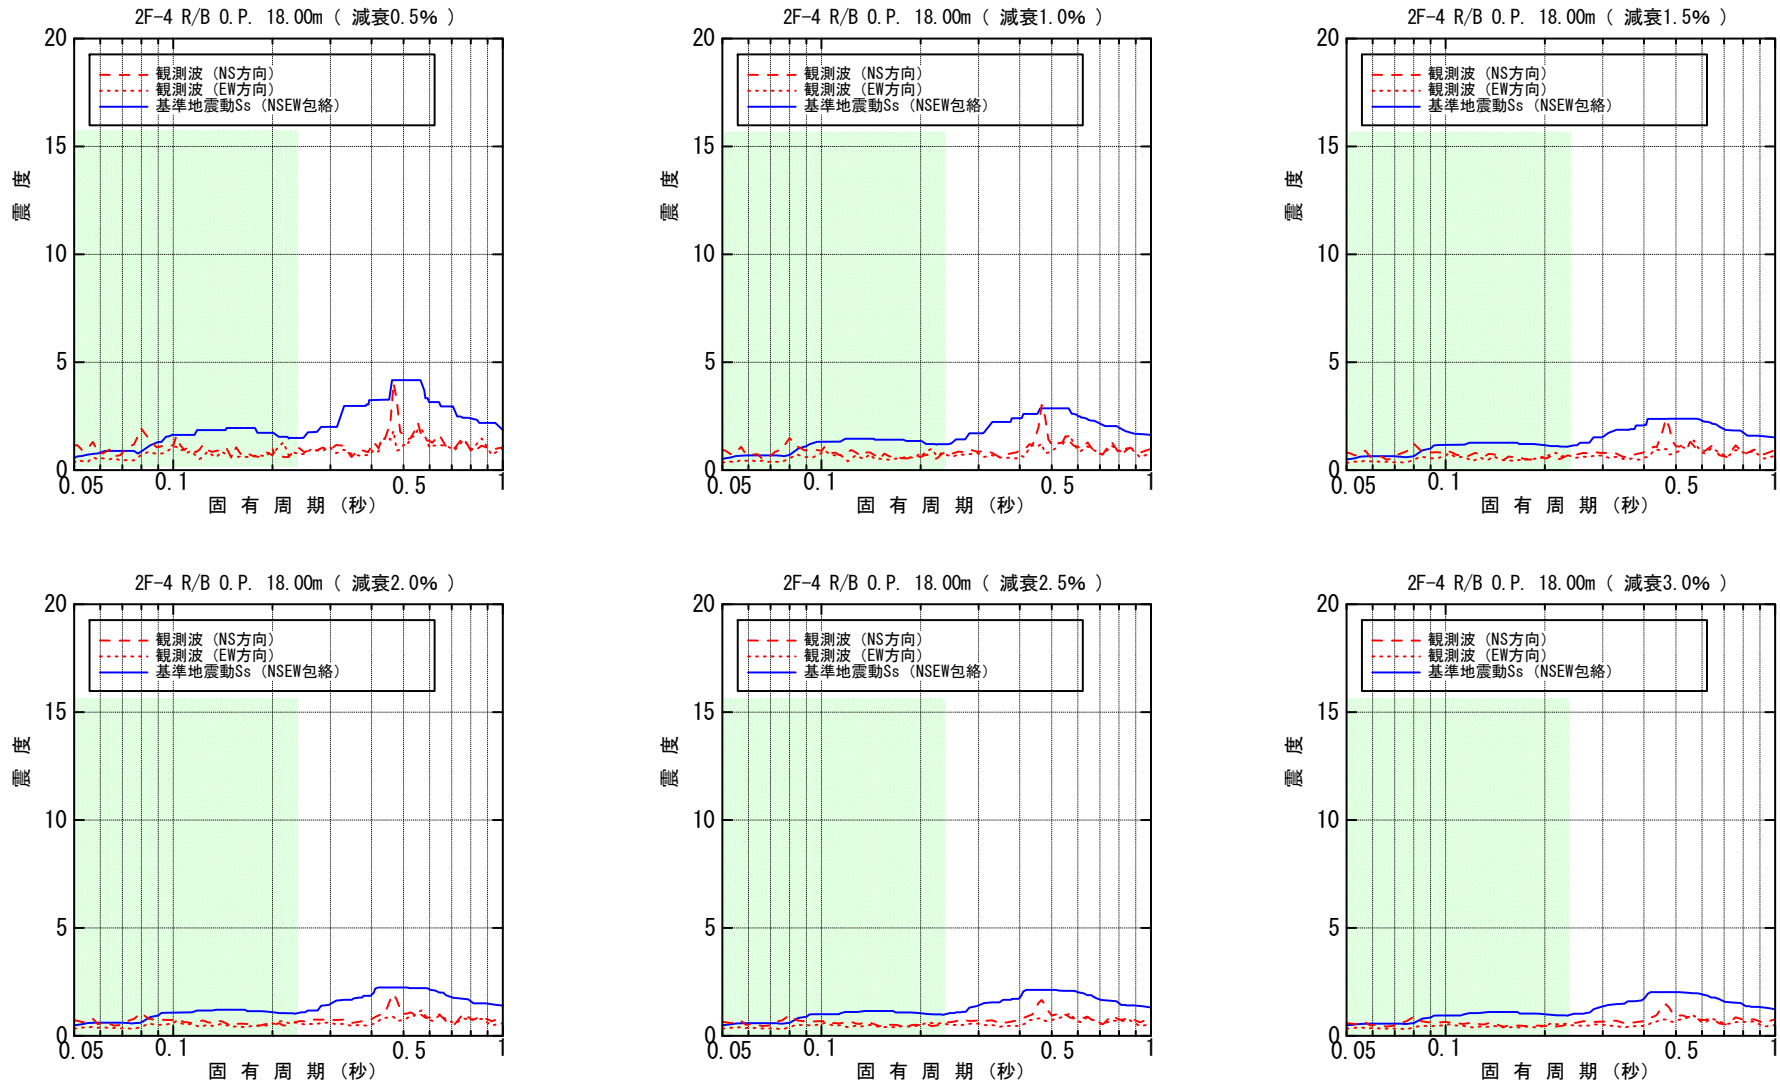 2F-4 R/B O.P. 18.00m ( 減衰0.5% )
20
15
10
5
0
震 度
観測波 (NS方向)
観測波 (EW方向)
基準地震動Ss (NSEW包絡)
0.05 0.1 0.5 1
固 有 周 期 (秒)
2F-4 R/B O.P. 18.00m ( 減衰1.0% )
20
15
10
5
0
震 度
観測波 (NS方向)
観測波 (EW方向)
基準地震動Ss (NSEW包絡)
0.05 0.1 0.5 1
固 有 周 期 (秒)
2F-4 R/B O.P. 18.00m ( 減衰1.5% )
20
15
10
5
0
震 度
観測波 (NS方向)
観測波 (EW方向)
基準地震動Ss (NSEW包絡)
0.05 0.1 0.5 1
固 有 周 期 (秒)
2F-4 R/B O.P. 18.00m ( 減衰2.0% )
20
15
10
5
0
震 度
観測波 (NS方向)
観測波 (EW方向)
基準地震動Ss (NSEW包絡)
0.05 0.1 0.5 1
固 有 周 期 (秒)
2F-4 R/B O.P. 18.00m ( 減衰2.5% )
20
15
10
5
0
震 度
観測波 (NS方向)
観測波 (EW方向)
基準地震動Ss (NSEW包絡)
0.05 0.1 0.5 1
固 有 周 期 (秒)
2F-4 R/B O.P. 18.00m ( 減衰3.0% )
20
15
10
5
0
震 度
観測波 (NS方向)
観測波 (EW方向)
基準地震動Ss (NSEW包絡)
0.05 0.1 0.5 1
固 有 周 期 (秒)